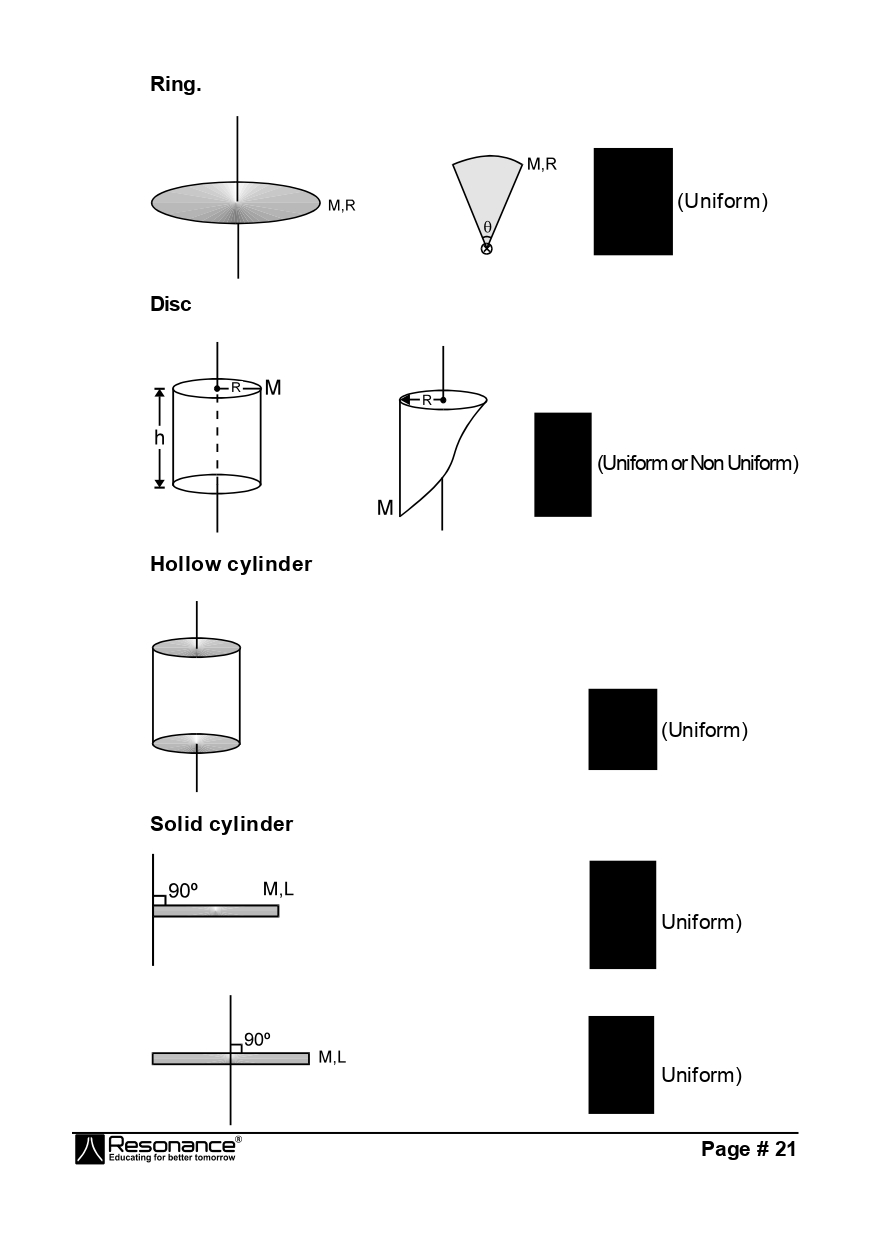 Ring.
M,R
M,R
θ
(Uniform)
Disc
R
M
h
R
M
(Uniform or Non Uniform)
Hollow cylinder
(Uniform)
Solid cylinder
90º
M,L
Uniform)
90º
M,L
Uniform)
Resonance®
Educating for better tomorrow
Page # 21